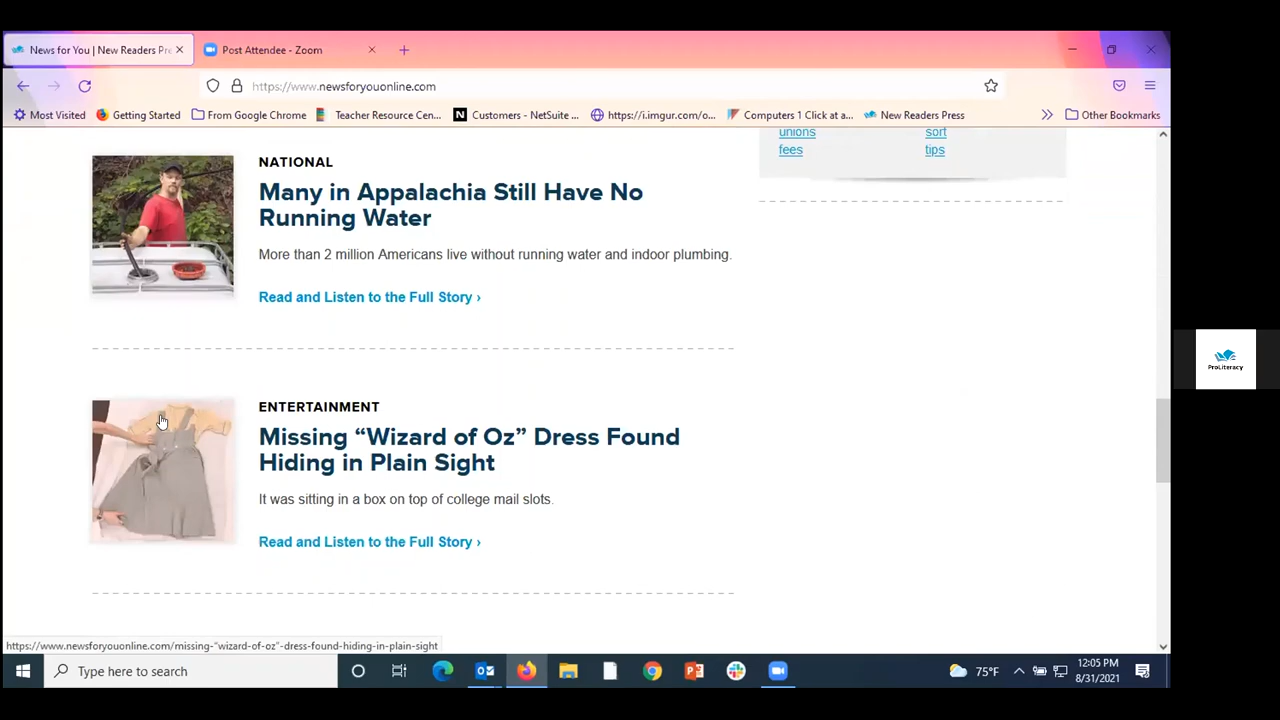 News for You | New Readers Pre
Post Attendee - Zoom
https://www.newsforyouonline.com
Most Visited
Getting Started
From Google Chrome
Teacher Resource Cen...
Customers - NetSuite ...
https://i.imgur.com/o...
Computers 1 Click at a...
New Readers Press
Other Bookmarks
unions
sort
fees
tips
NATIONAL
Many in Appalachia Still Have No
Running Water
More than 2 million Americans live without running water and indoor plumbing.
Read and Listen to the Full Story ›
ENTERTAINMENT
Missing “Wizard of Oz” Dress Found
Hiding in Plain Sight
It was sitting in a box on top of college mail slots.
Read and Listen to the Full Story ›
https://www.newsforyouonline.com/missing-“wizard-of-oz”-dress-found-hiding-in-plain-sight
Type here to search
75°F
12:05 PM
8/31/2021
ProLiteracy